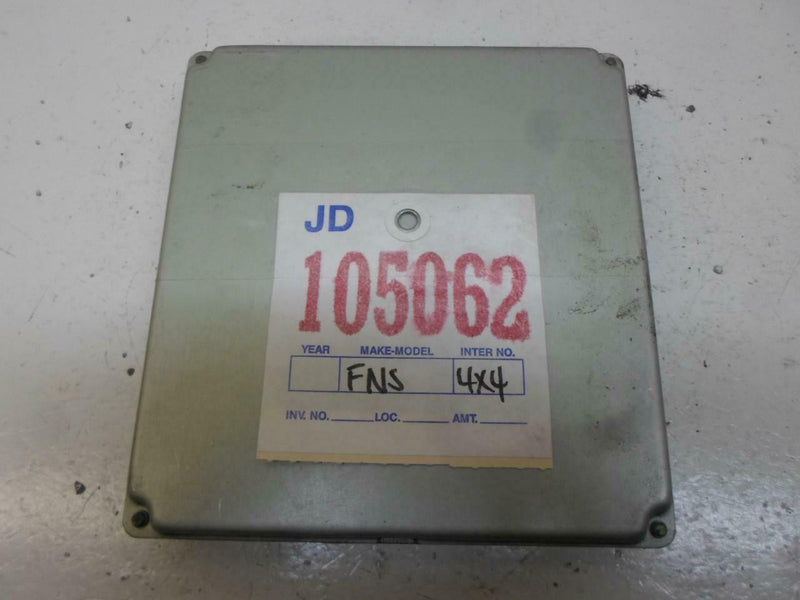 JD
105062
YEAR MAKE-MODEL INTER NO.
FNS 4x4
INV. NO. LOC. AMT.